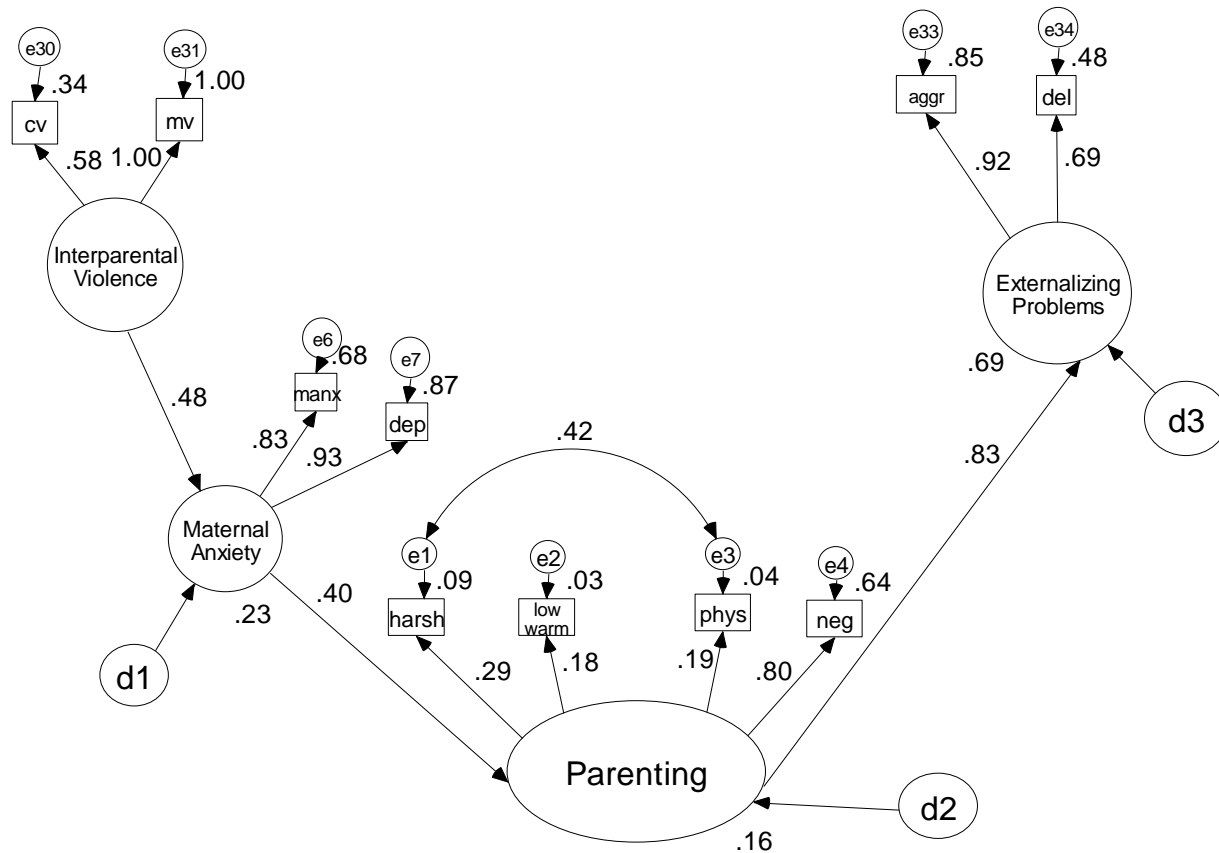 e30
e31
e33
e34
.34
1.00
.85
.48
cv
mv
aggr
del
.58
1.00
.92
.69
Interparental
Violence
Externalizing
Problems
e6
.68
e7
.87
manx
dep
.69
.48
.83
.93
.42
d3
.83
Maternal
Anxiety
e1
e2
e3
e4
.09
.03
.04
.64
harsh
low
warm
phys
neg
.23
.40
.29
.18
.19
.80
d1
Parenting
d2
.16